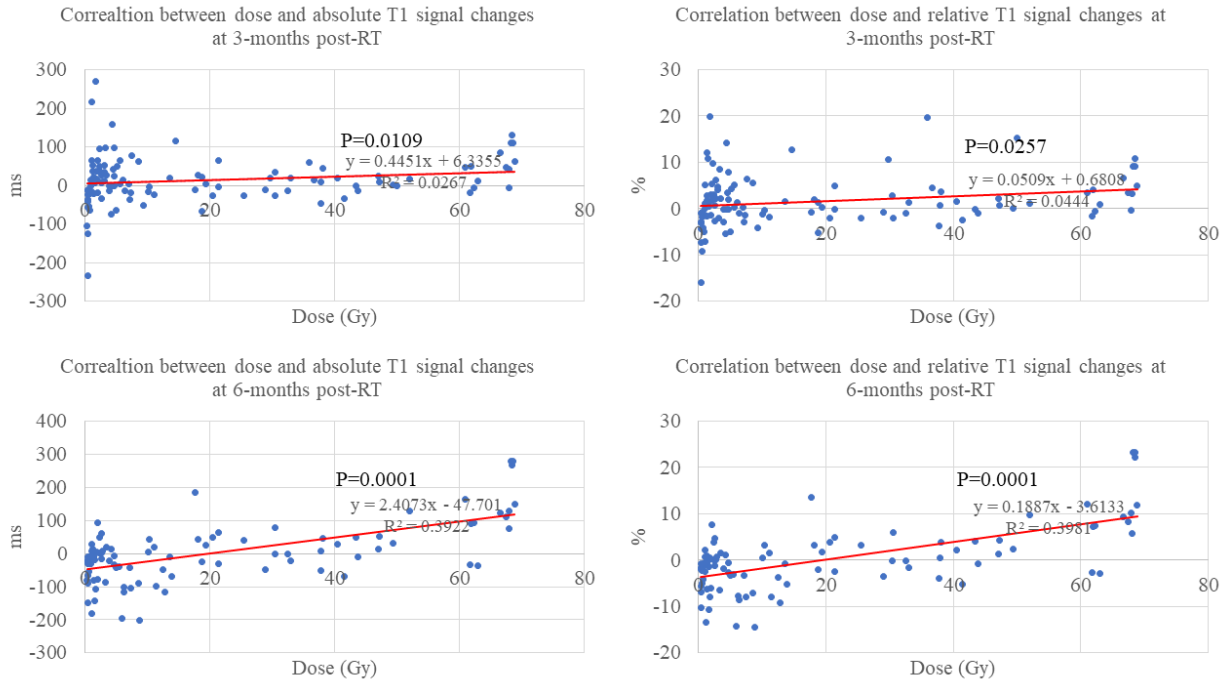 Correaltion between dose and absolute T1 signal changes
at 3-months post-RT
300
200
100
0
-100
-200
-300
ms
0
20
40
60
80
P=0.0109
y = 0.4451x + 6.3355
R² = 0.0267
Dose (Gy)
Correlation between dose and relative T1 signal changes at
3-months post-RT
30
20
10
0
-10
-20
%
0
20
40
60
80
P=0.0257
y = 0.0509x + 0.6808
R² = 0.0444
Dose (Gy)
Correaltion between dose and absolute T1 signal changes
at 6-months post-RT
400
300
200
100
0
-100
-200
-300
ms
0
20
40
60
80
P=0.0001
y = 2.4073x - 47.701
R² = 0.3922
Dose (Gy)
Correlation between dose and relative T1 signal changes at
6-months post-RT
30
20
10
0
-10
-20
%
0
20
40
60
80
P=0.0001
y = 0.1887x - 3.6133
R² = 0.3981
Dose (Gy)